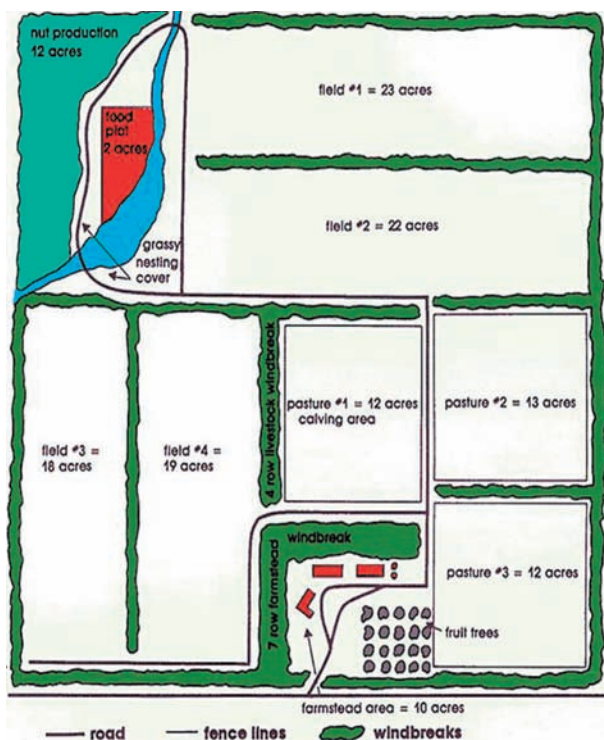 nut production
12 acres
field #1 = 23 acres
food
plot
2 acres
field #2 = 22 acres
grassy
nesting
cover
4 row livestock windbreak
pasture #1 = 12 acres
calving area
pasture #2 = 13 acres
field #3 =
18 acres
field #4 =
19 acres
windbreak
7 row farmstead
pasture #3 = 12 acres
fruit trees
farmstead area = 10 acres
road
fence lines
windbreaks